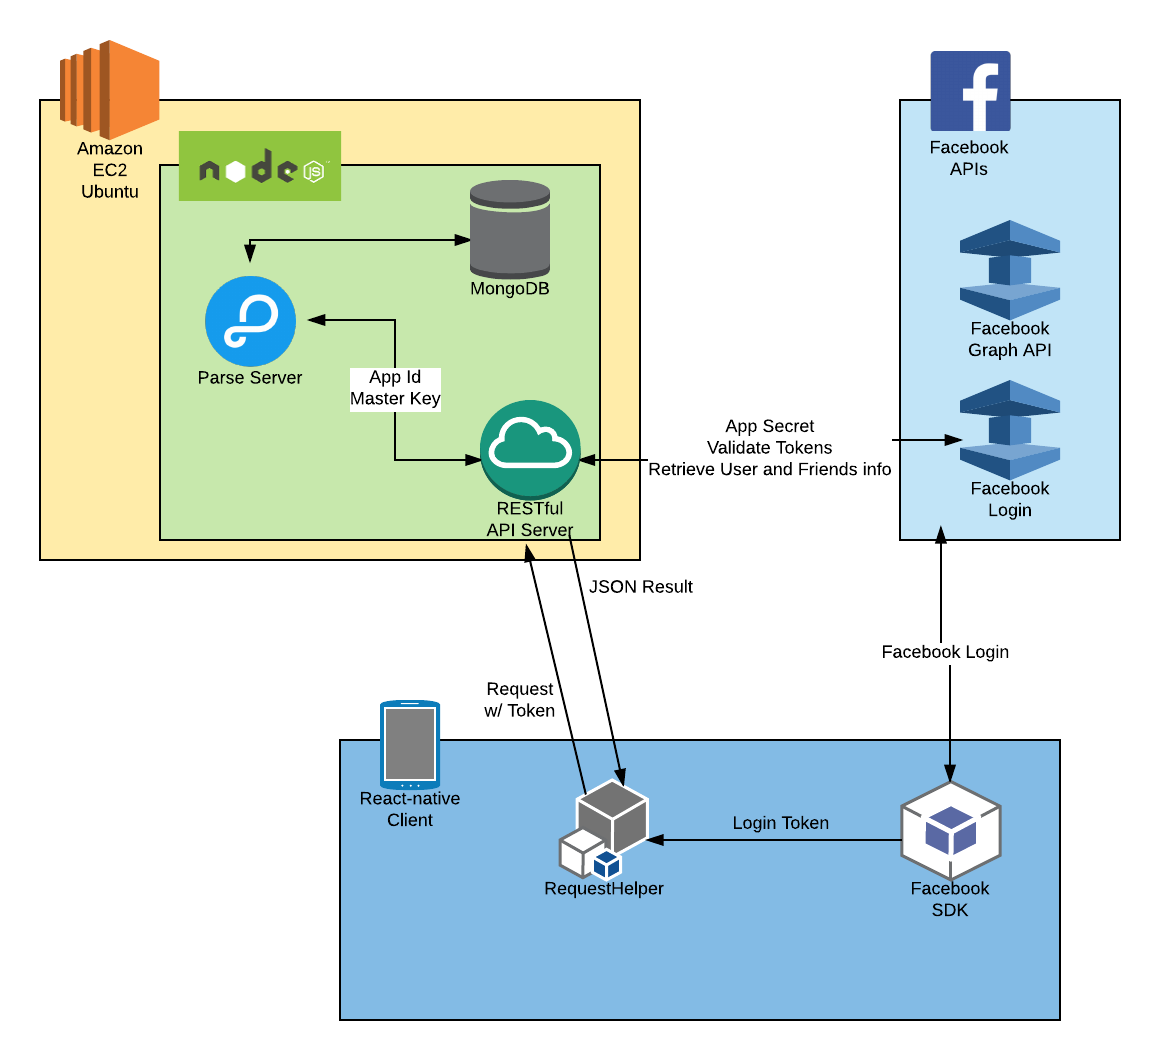 Amazon
EC2
Ubuntu
node
JS
MongoDB
Parse Server
App Id
Master Key
RESTful
API Server
Facebook
APIs
Facebook
Graph API
App Secret
Validate Tokens
Retrieve User and Friends info
Facebook
Login
JSON Result
Facebook Login
Request
w/ Token
React-native
Client
Login Token
RequestHelper
Facebook
SDK